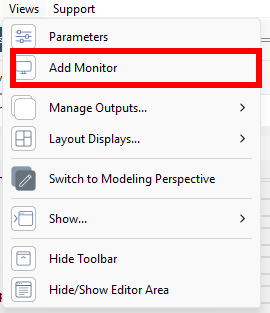 Views Support
Parameters
Add Monitor
Manage Outputs...
Layout Displays...
Switch to Modeling Perspective
Show...
Hide Toolbar
Hide/Show Editor Area